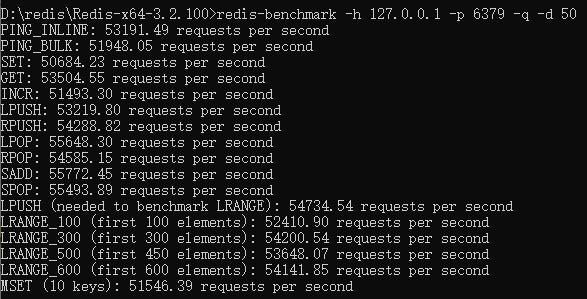 D:\redis\Redis-x64-3.2.100>redis-benchmark -h 127.0.0.1 -p 6379 -q -d 50
PING_INLINE: 53191.49 requests per second
PING_BULK: 51948.05 requests per second
SET: 50684.23 requests per second
GET: 53504.55 requests per second
INCR: 51493.30 requests per second
LPUSH: 53219.80 requests per second
RPUSH: 54288.82 requests per second
LPOP: 55648.30 requests per second
RPOP: 54585.15 requests per second
SADD: 55772.45 requests per second
SPOP: 55493.89 requests per second
LPUSH (needed to benchmark LRANGE): 54734.54 requests per second
LRANGE_100 (first 100 elements): 52410.90 requests per second
LRANGE_300 (first 300 elements): 54200.54 requests per second
LRANGE_500 (first 450 elements): 53648.07 requests per second
LRANGE_600 (first 600 elements): 54141.85 requests per second
MSET (10 keys): 51546.39 requests per second